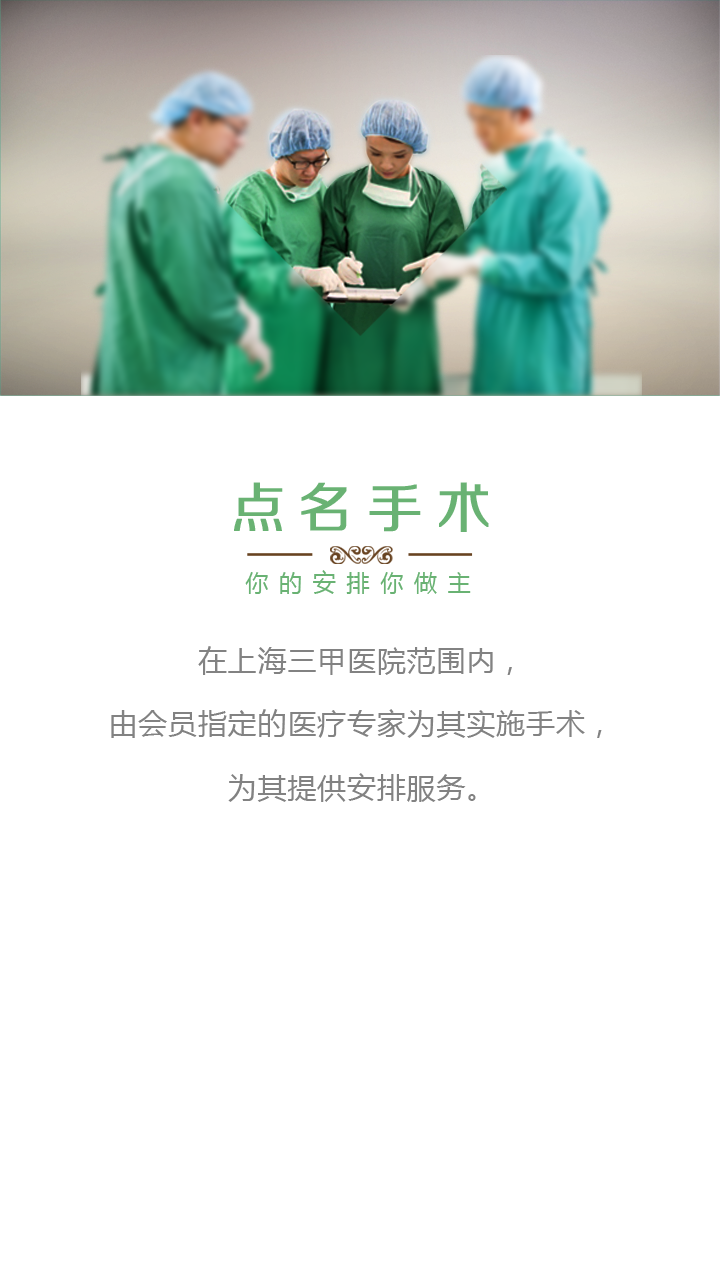 点名手术
你的安排你做主
在上海三甲医院范围内，
由会员指定的医疗专家为其实施手术，
为其提供安排服务。